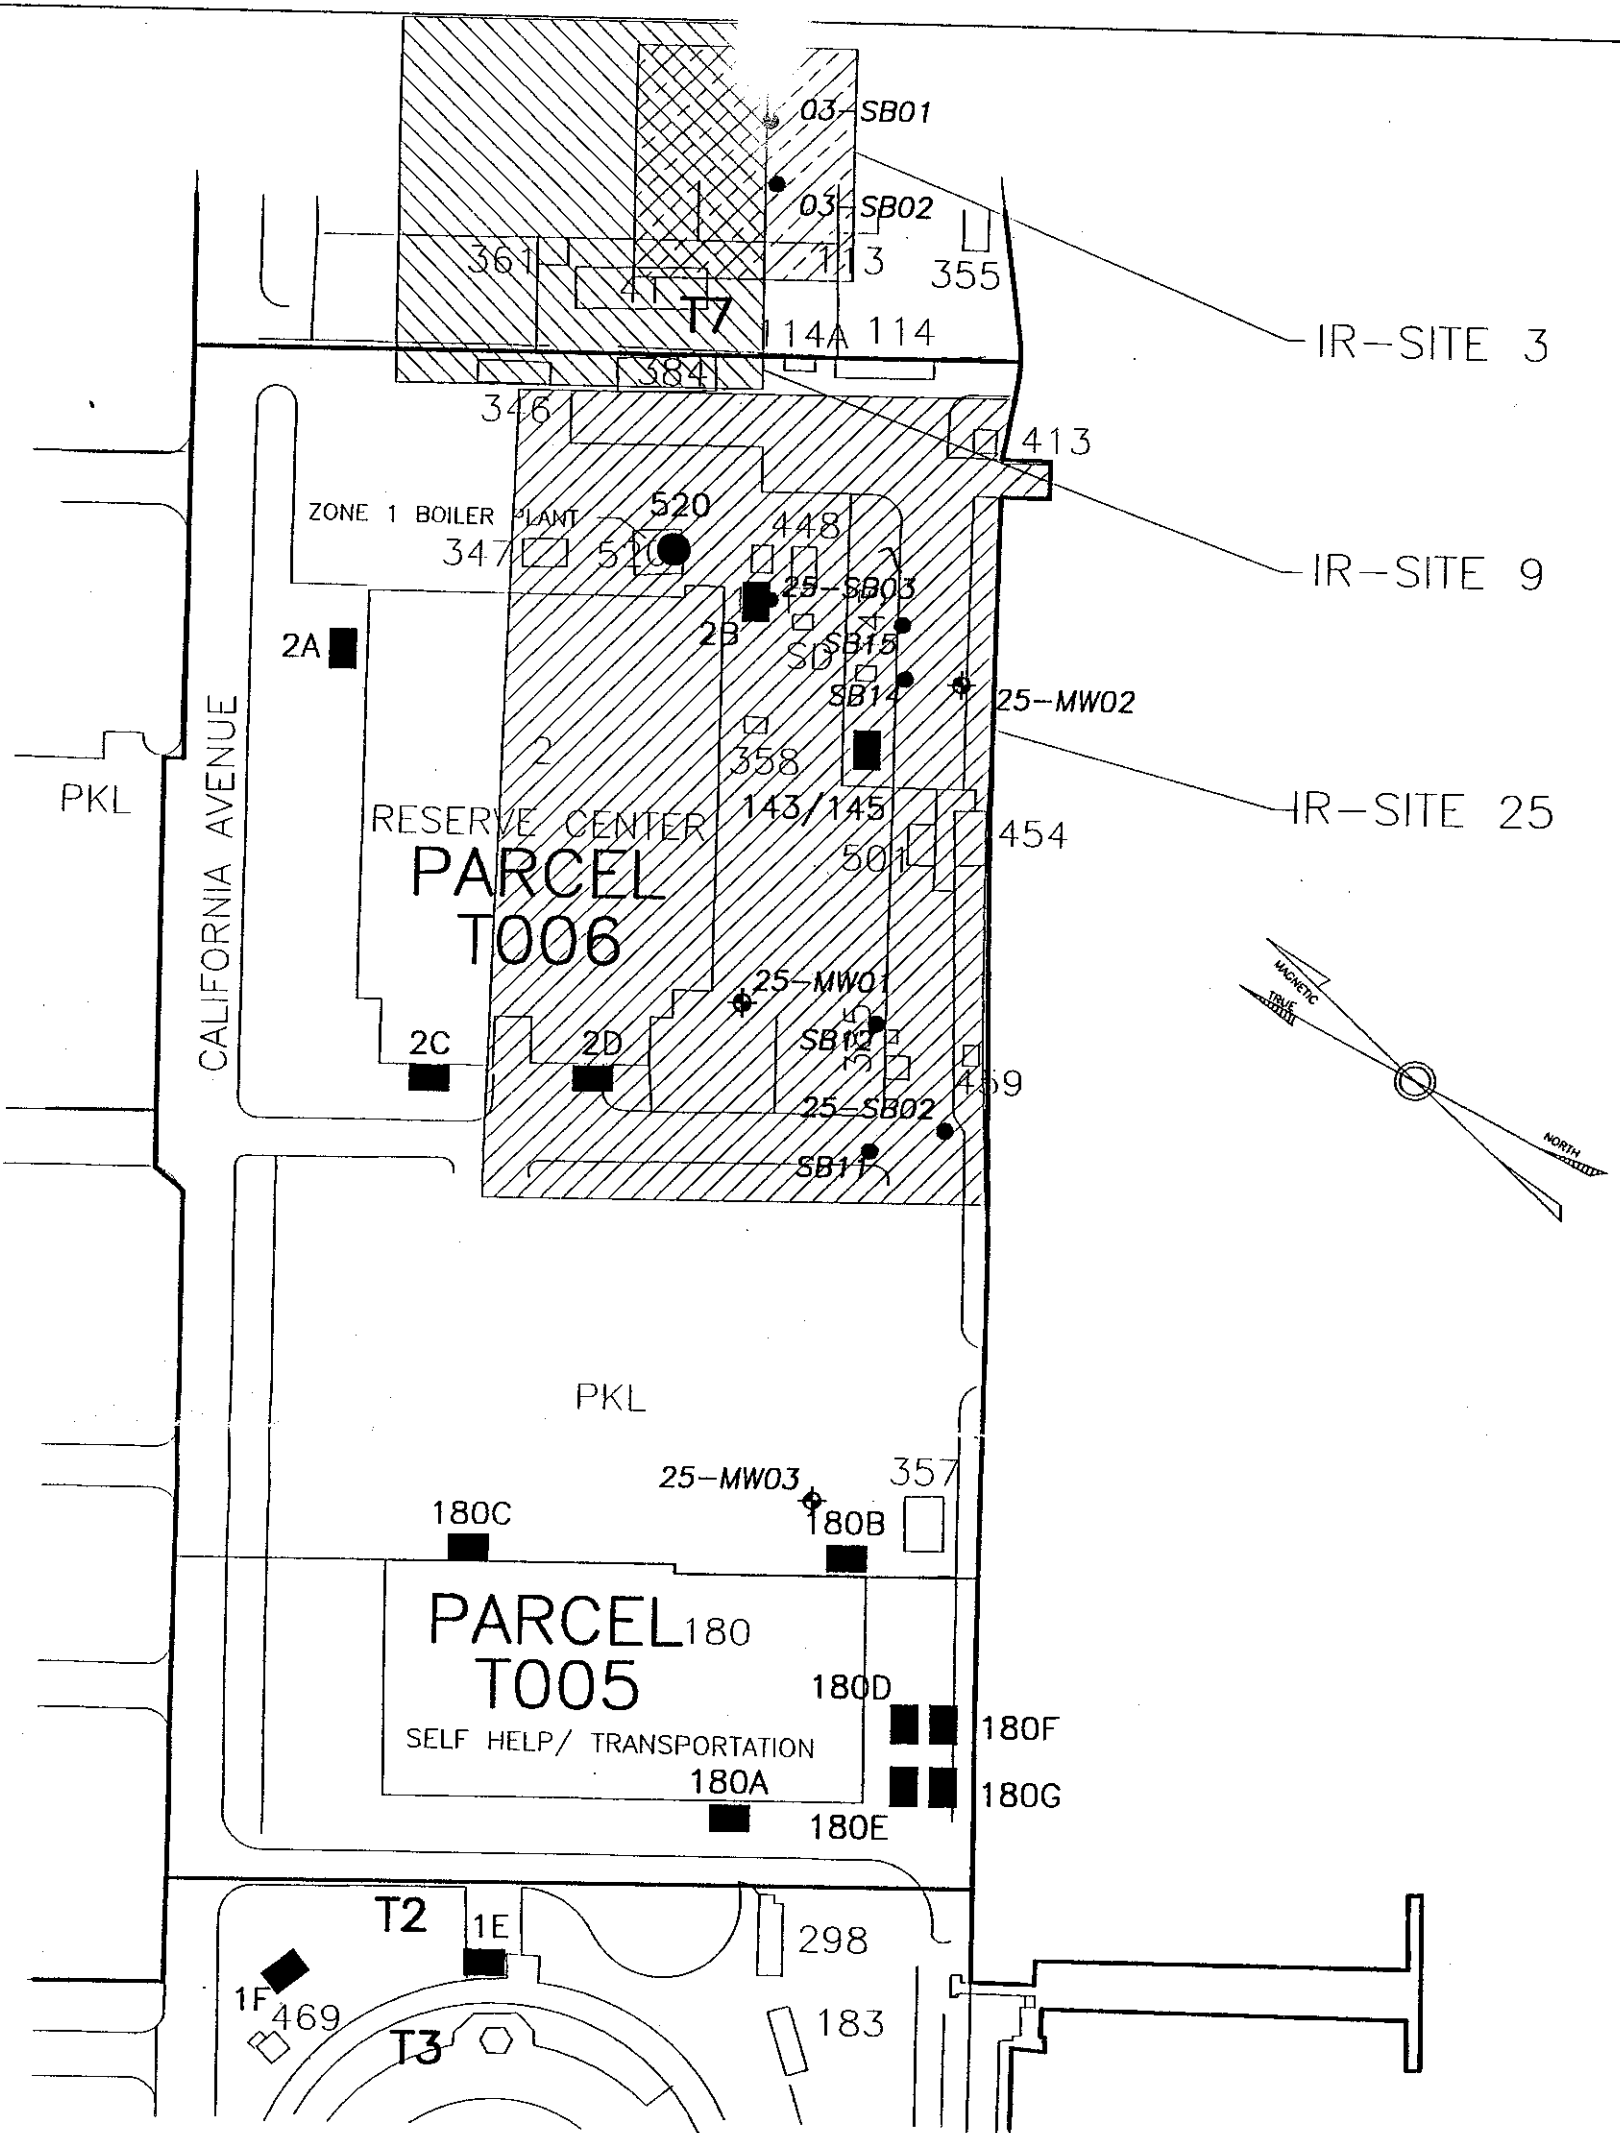 03-SB01
03-SB02
361
113
355
41
T7
114A
114
IR-SITE 3
384
346
413
ZONE 1 BOILER PLANT
520
448
347
520
IR-SITE 9
25-SB03
2B
2A
SB15
SD
SB14
25-MW02
CALIFORNIA AVENUE
2
358
PKL
143/145
IR-SITE 25
RESERVE CENTER
454
501
PARCEL
T006
25-MW01
MAGNETIC
TRUE
2C
2D
SB12
385
459
25-SB02
NORTH
SB11
PKL
25-MW03
357
180C
180B
PARCEL
180
T005
180D
SELF HELP/ TRANSPORTATION
180F
180A
180G
180E
T2
1E
298
1F
469
183
T3